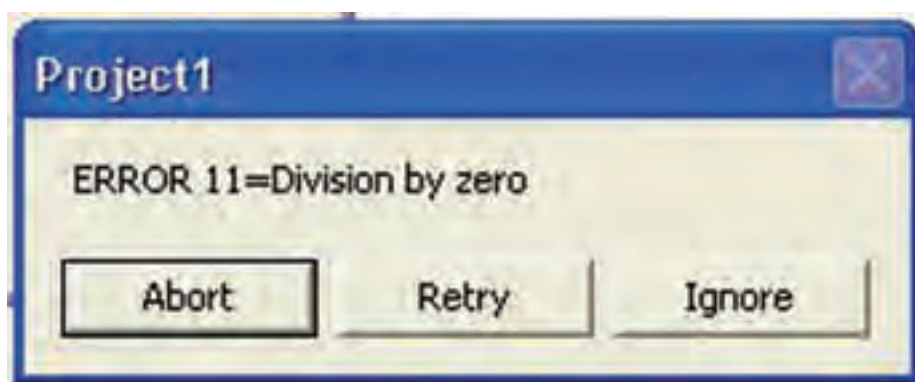 Project1
ERROR 11=Division by zero
Abort
Retry
Ignore